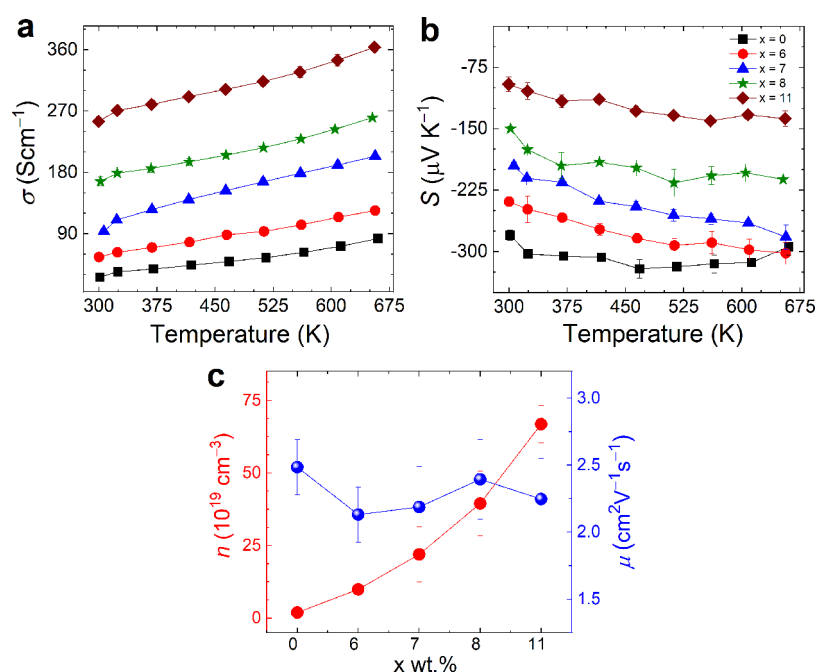 a
σ (Scm⁻¹)
360
270
180
90
300 375 450 525 600 675
Temperature (K)
b
x = 0
x = 6
x = 7
x = 8
x = 11
S (μV K⁻¹)
-75
-150
-225
-300
300 375 450 525 600 675
Temperature (K)
c
n (10¹⁹ cm⁻³)
75
50
25
0
3.0
2.5
2.0
1.5
μ (cm²V⁻¹s⁻¹)
0 6 7 8 11
x wt.%